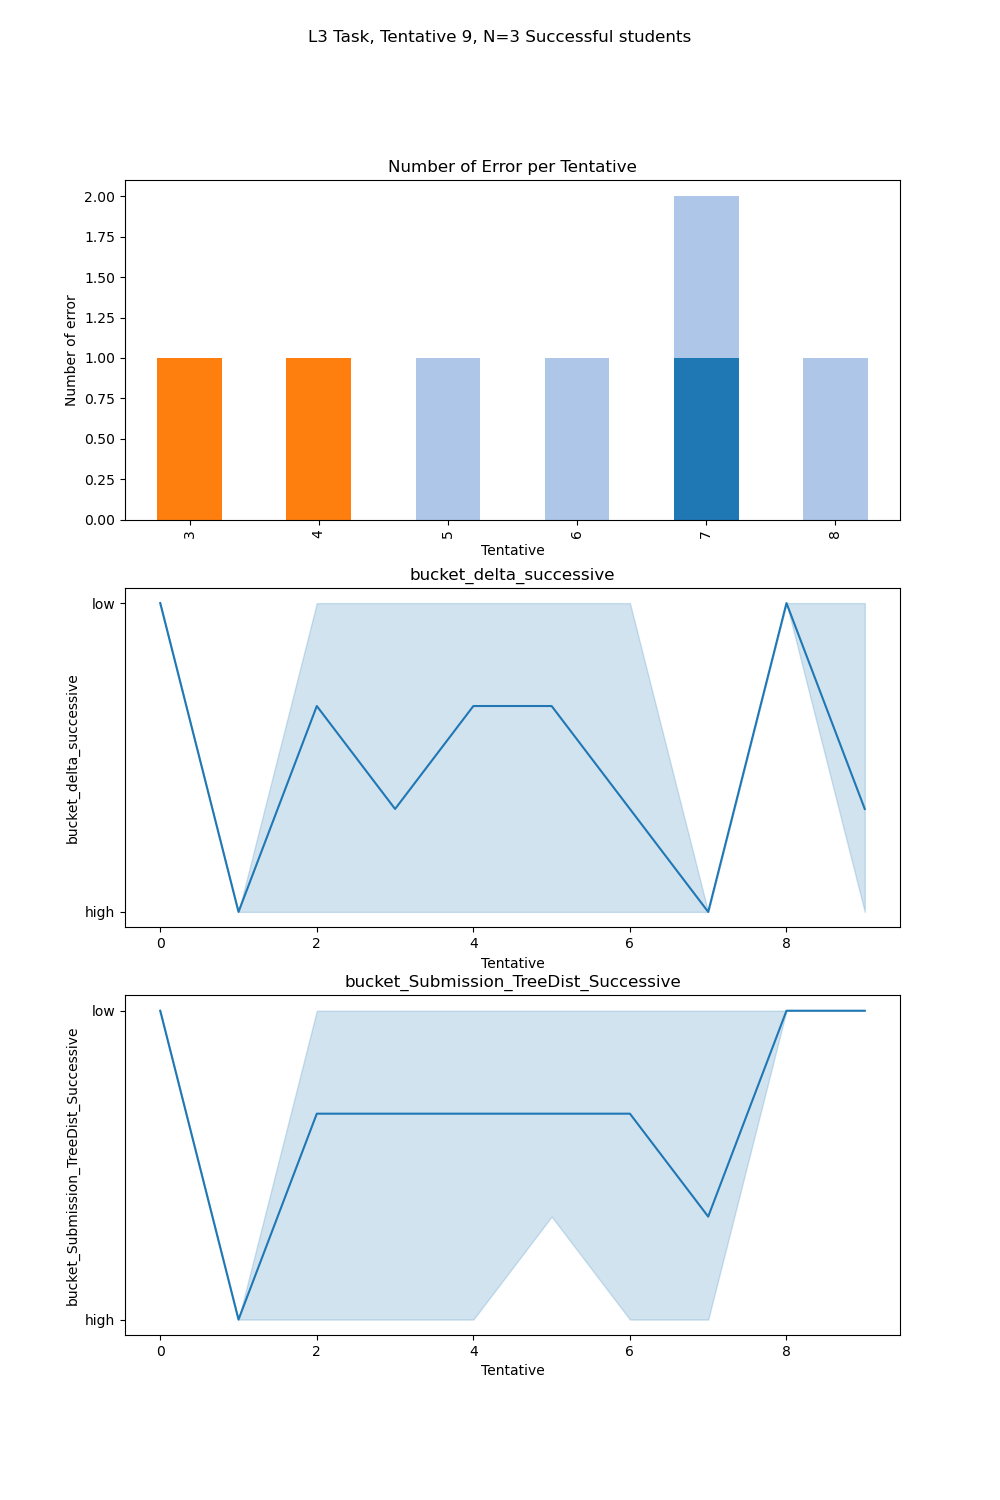 L3 Task, Tentative 9, N=3 Successful students
Number of Error per Tentative
Number of error
2.00
1.75
1.50
1.25
1.00
0.75
0.50
0.25
0.00
3 4 5 6 7 8
Tentative
bucket_delta_successive
bucket_delta_successive
low
high
0 2 4 6 8
Tentative
bucket_Submission_TreeDist_Successive
bucket_Submission_TreeDist_Successive
low
high
0 2 4 6 8
Tentative